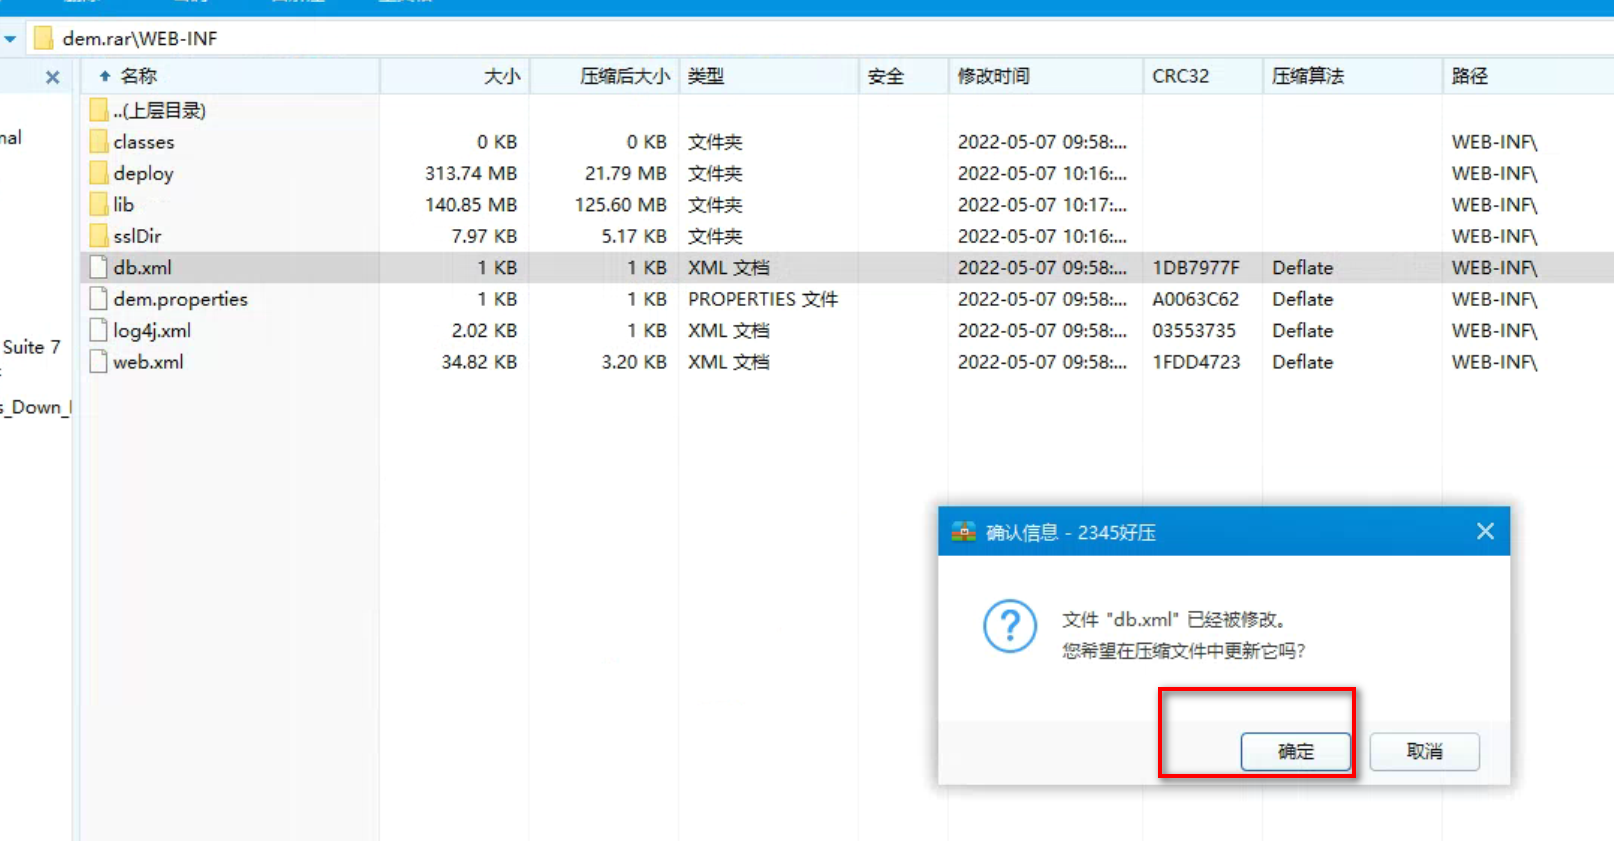 dem.rar\WEB-INF
名称 大小 压缩后大小 类型 安全 修改时间 CRC32 压缩算法 路径
..(上层目录)
classes 0 KB 0 KB 文件夹 2022-05-07 09:58:... WEB-INF\
deploy 313.74 MB 21.79 MB 文件夹 2022-05-07 10:16:... WEB-INF\
lib 140.85 MB 125.60 MB 文件夹 2022-05-07 10:17:... WEB-INF\
sslDir 7.97 KB 5.17 KB 文件夹 2022-05-07 10:16:... WEB-INF\
db.xml 1 KB 1 KB XML 文档 2022-05-07 09:58:... 1DB7977F Deflate WEB-INF\
dem.properties 1 KB 1 KB PROPERTIES 文件 2022-05-07 09:58:... A0063C62 Deflate WEB-INF\
log4j.xml 2.02 KB 1 KB XML 文档 2022-05-07 09:58:... 03553735 Deflate WEB-INF\
web.xml 34.82 KB 3.20 KB XML 文档 2022-05-07 09:58:... 1FDD4723 Deflate WEB-INF\
nal
Suite 7
s_Down_
确认信息 - 2345好压
文件 "db.xml" 已经被修改。
您希望在压缩文件中更新它吗?
确定 取消